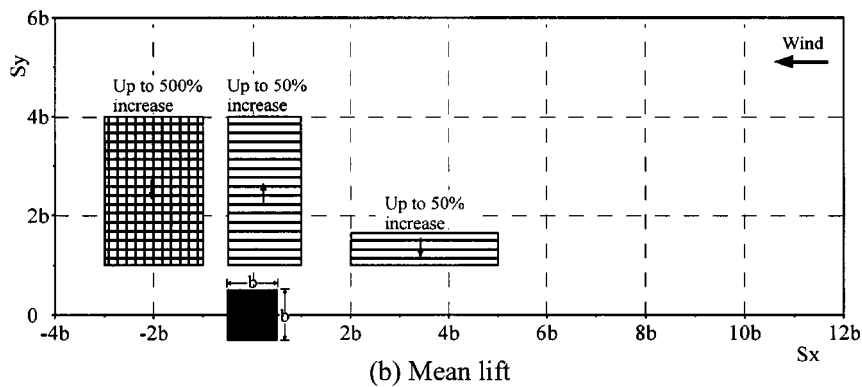 6b
Sy
Wind
Up to 500%
increase
Up to 50%
increase
4b
Up to 50%
increase
2b
b
b
0
-4b -2b 2b 4b 6b 8b 10b 12b
Sx
(b) Mean lift